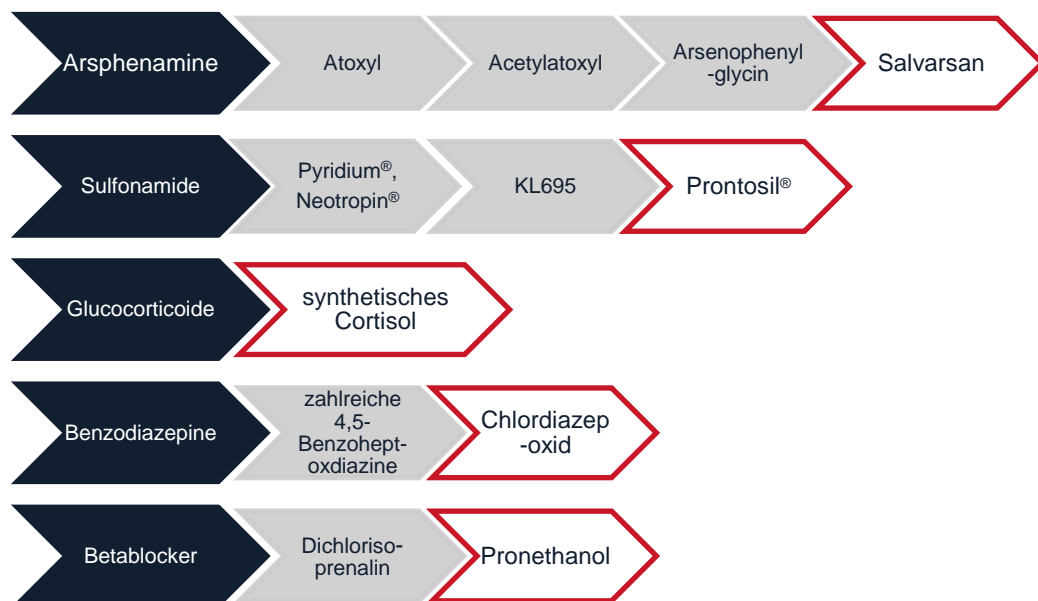 Arsphenamine
Atoxyl
Acetylatoxyl
Arsenophenyl
-glycin
Salvarsan
Sulfonamide
Pyridium®,
Neotropin®
KL695
Prontosil®
Glucocorticoide
synthetisches
Cortisol
Benzodiazepine
zahlreiche
4,5-
Benzohept-
oxdiazine
Chlordiazep
-oxid
Betablocker
Dichloriso-
prenalin
Pronethanol